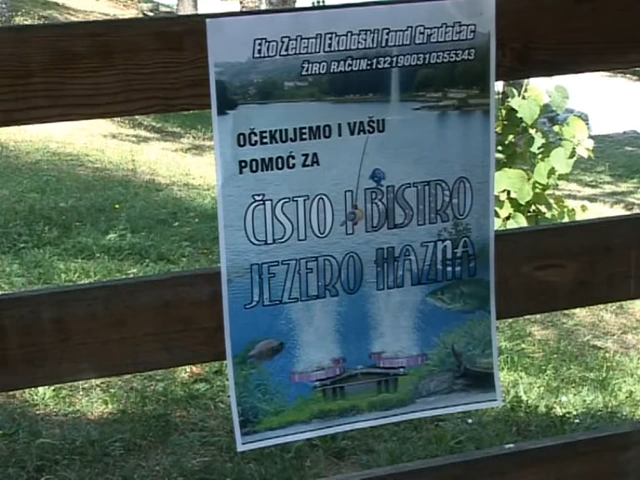 Eko Zeleni Ekološki Fond Gradačac
ŽIRO RAČUN:1321900310355343
OČEKUJEMO I VAŠU
POMOĆ ZA
ČISTO I BISTRO
JEZERO HAZNA